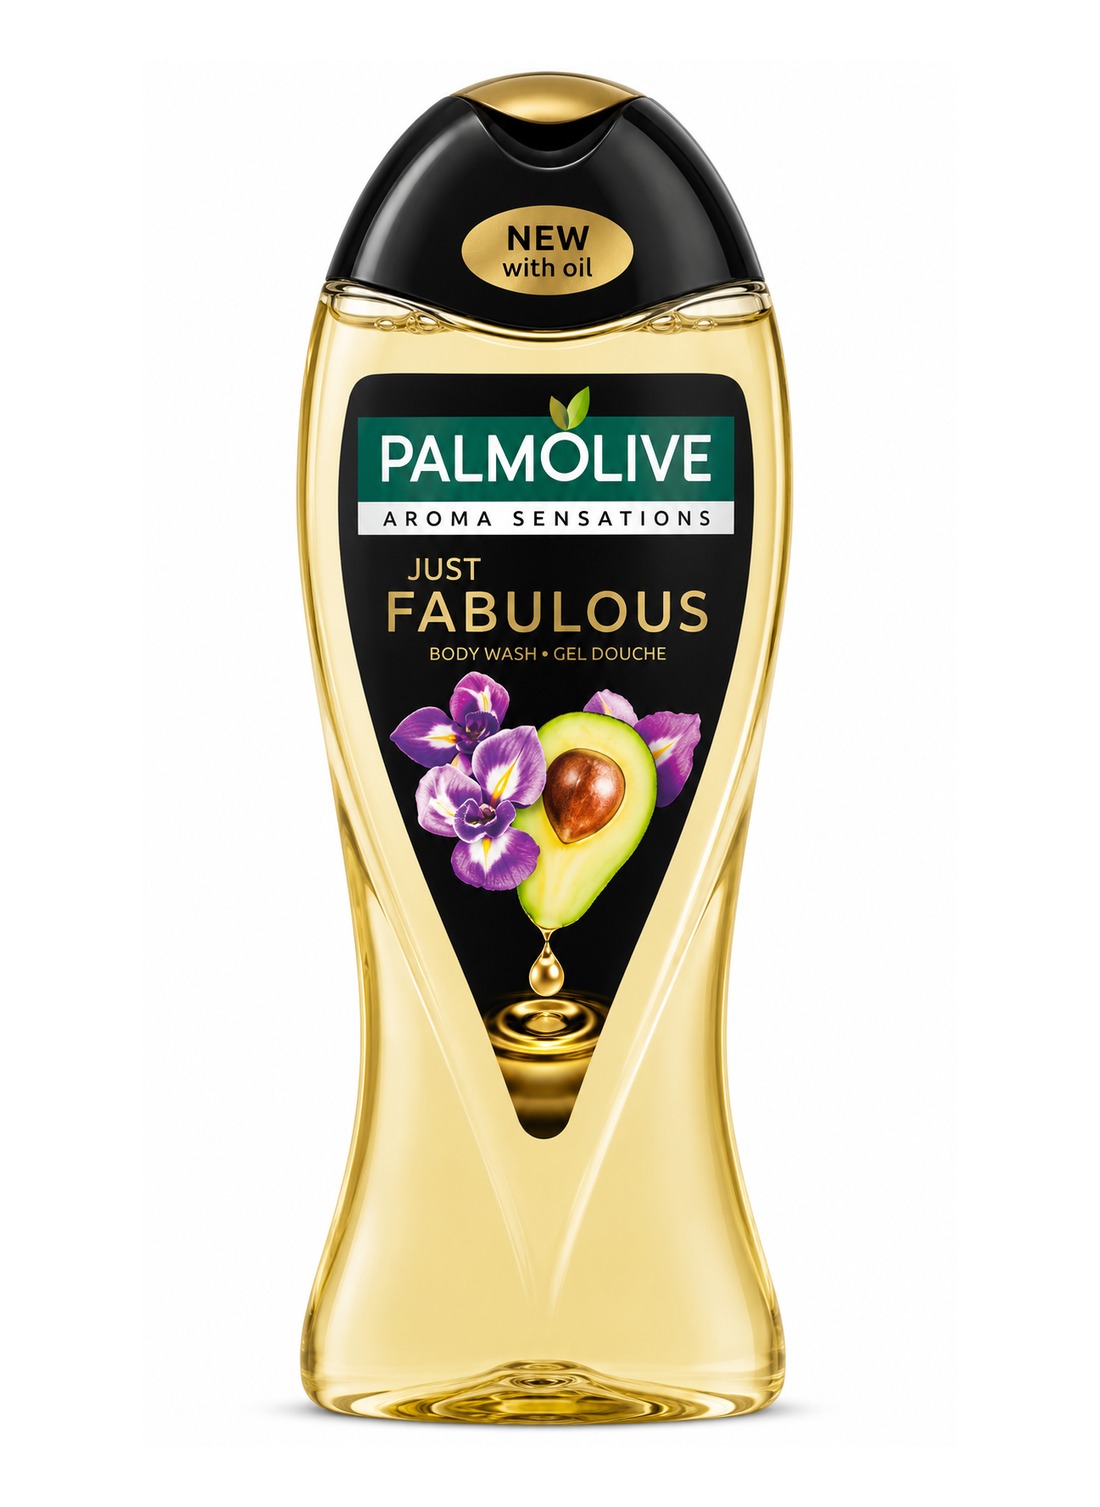 NEW
with oil
PALMOLIVE
AROMA SENSATIONS
JUST
FABULOUS
BODY WASH • GEL DOUCHE